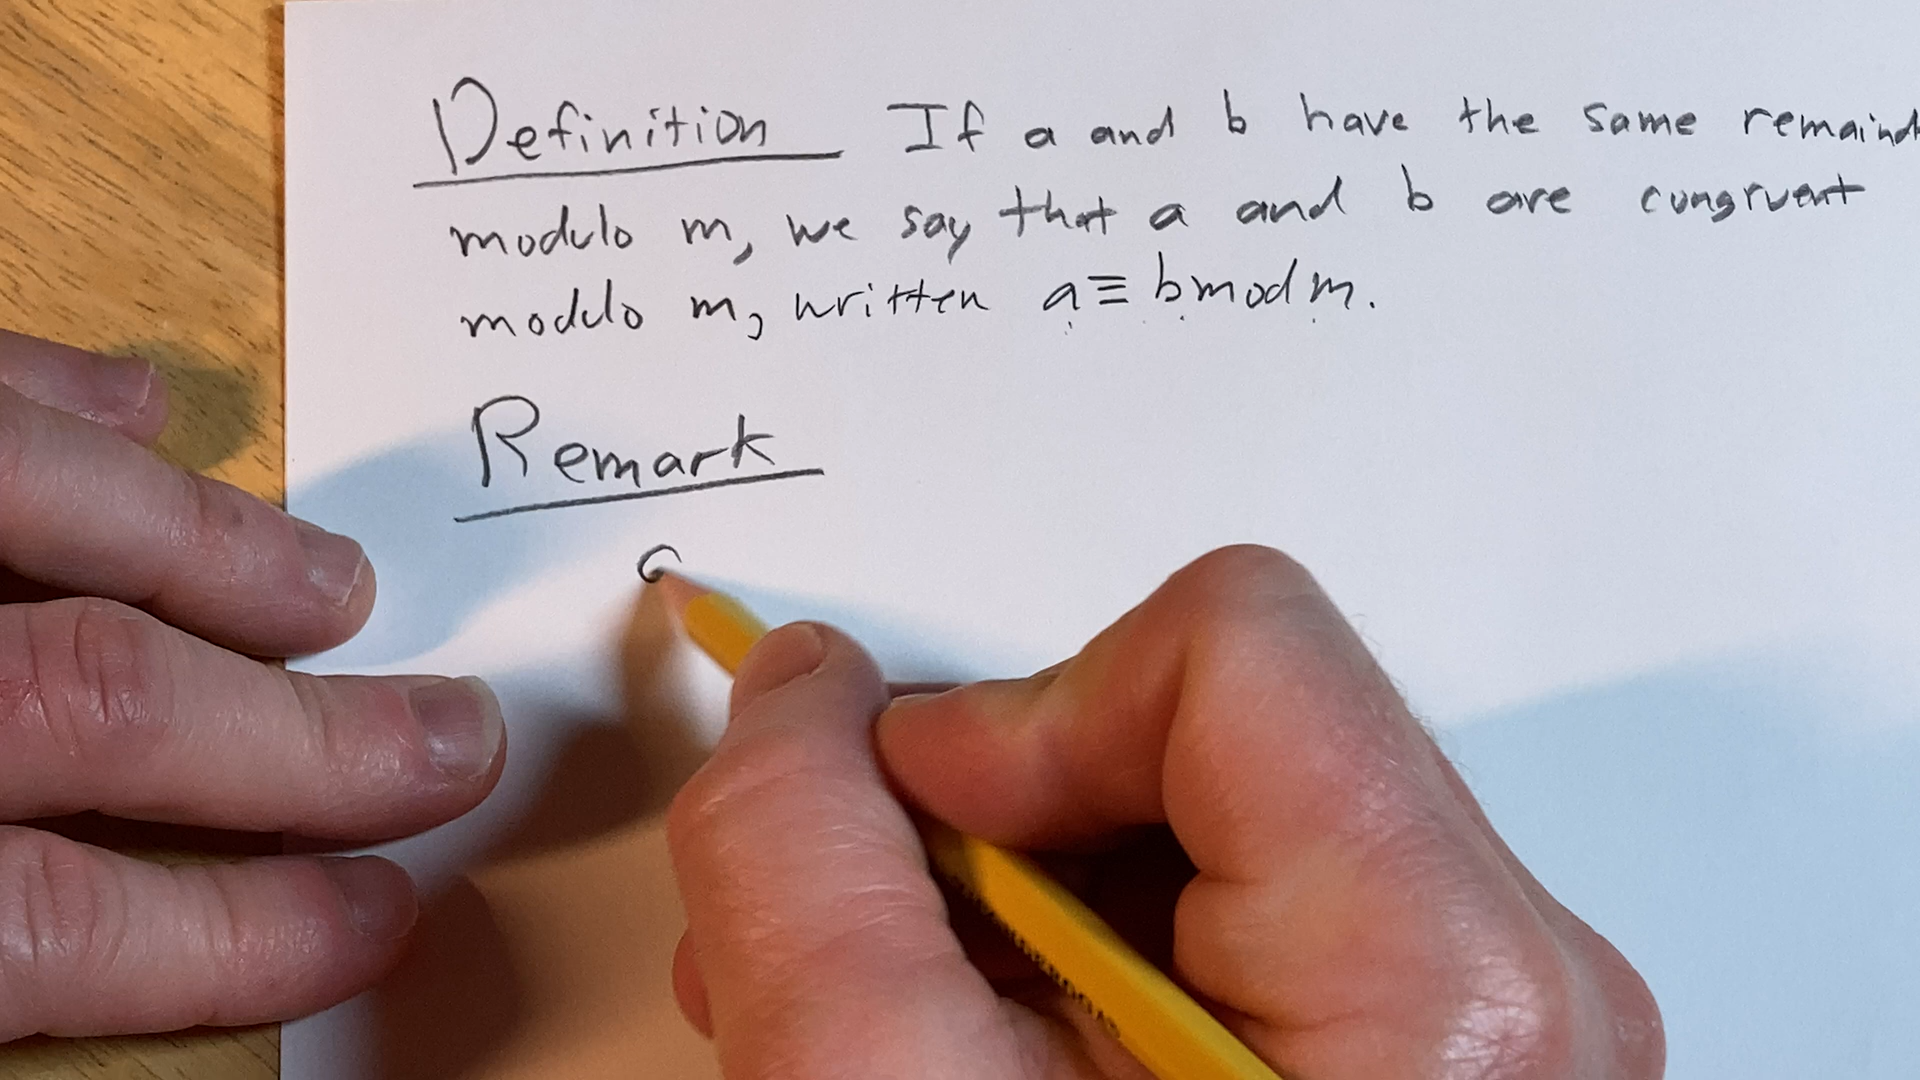 Definition If a and b have the same remaind
modulo m, we say that a and b are congruent
modulo m, written a ≡ b mod m.
Remark